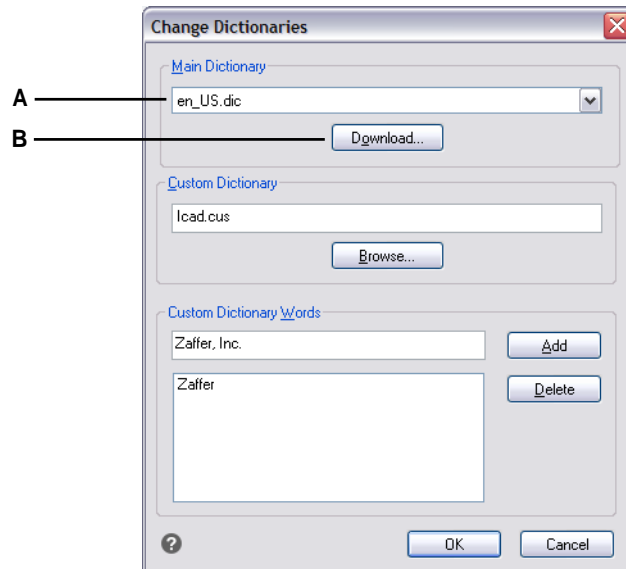 Change Dictionaries
Main Dictionary
A
en_US.dic
B
Download...
Custom Dictionary
Icad.cus
Browse...
Custom Dictionary Words
Zaffer, Inc.
Add
Zaffer
Delete
?
OK
Cancel